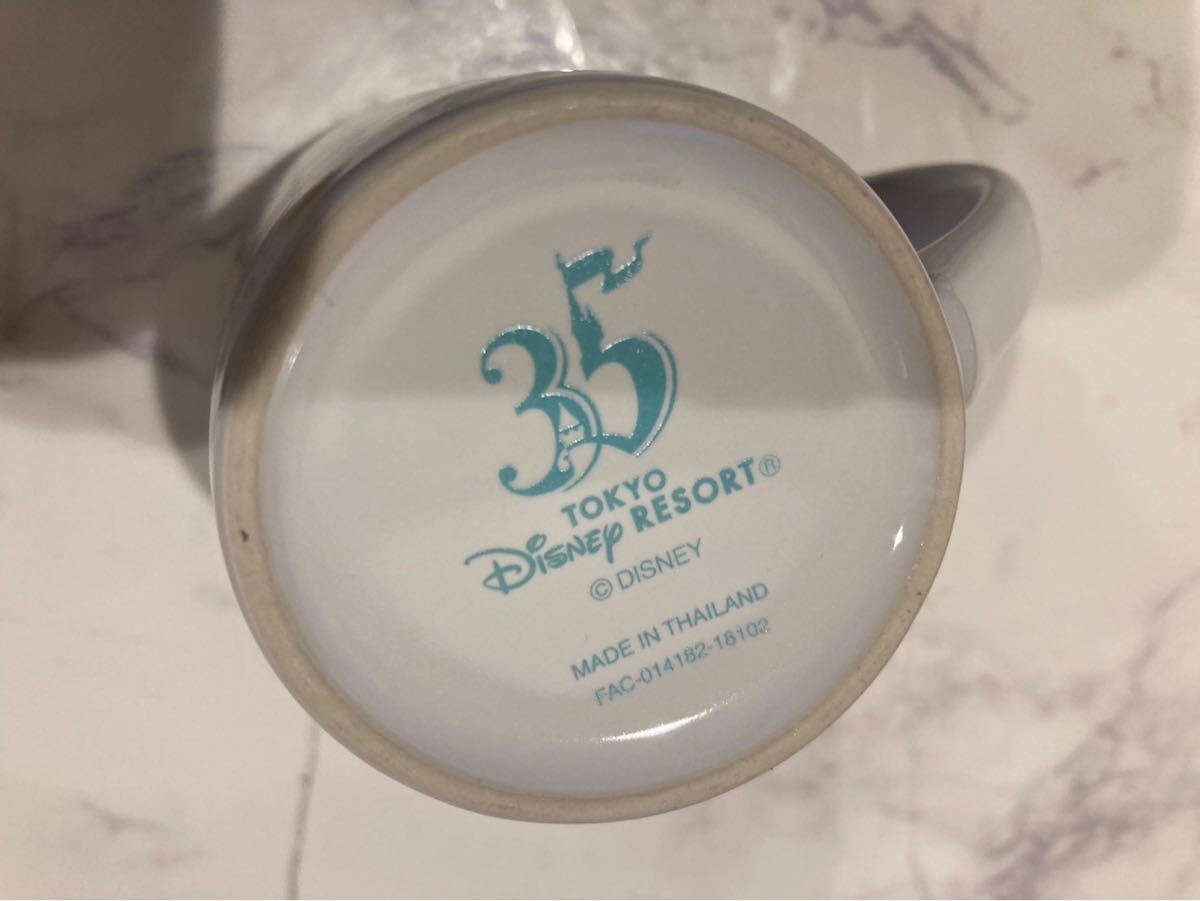 35
TOKYO
Disney RESORT®
© DISNEY
MADE IN THAILAND
FAC-014182-18102